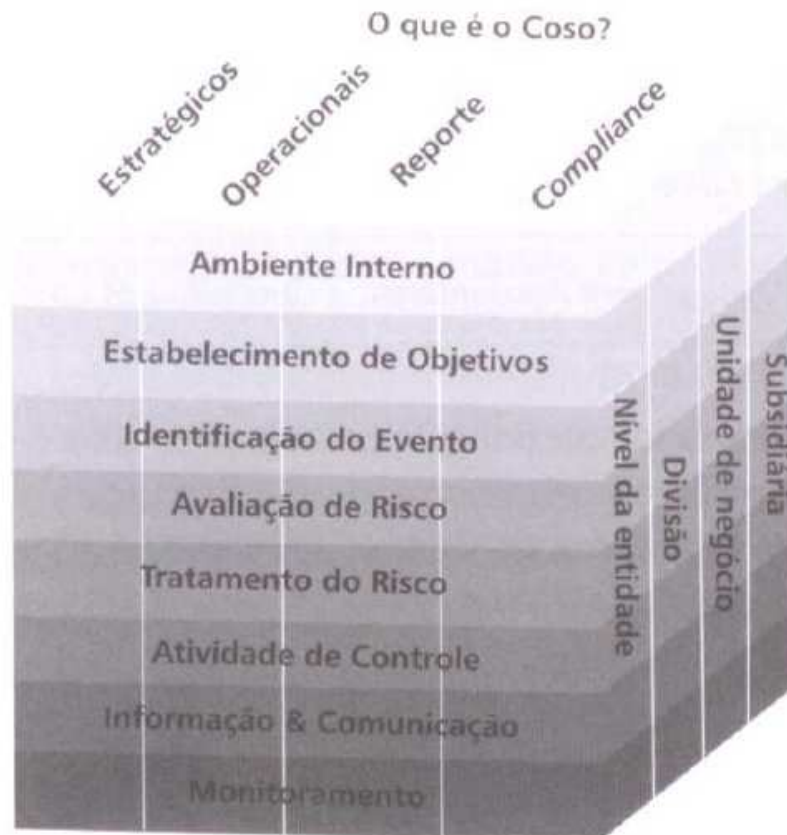 O que é o Coso?
Estratégicos
Operacionais
Reporte
Compliance
Ambiente Interno
Estabelecimento de Objetivos
Identificação do Evento
Avaliação de Risco
Tratamento do Risco
Atividade de Controle
Informação & Comunicação
Monitoramento
Nível da entidade
Divisão
Unidade de negócio
Subsidiária